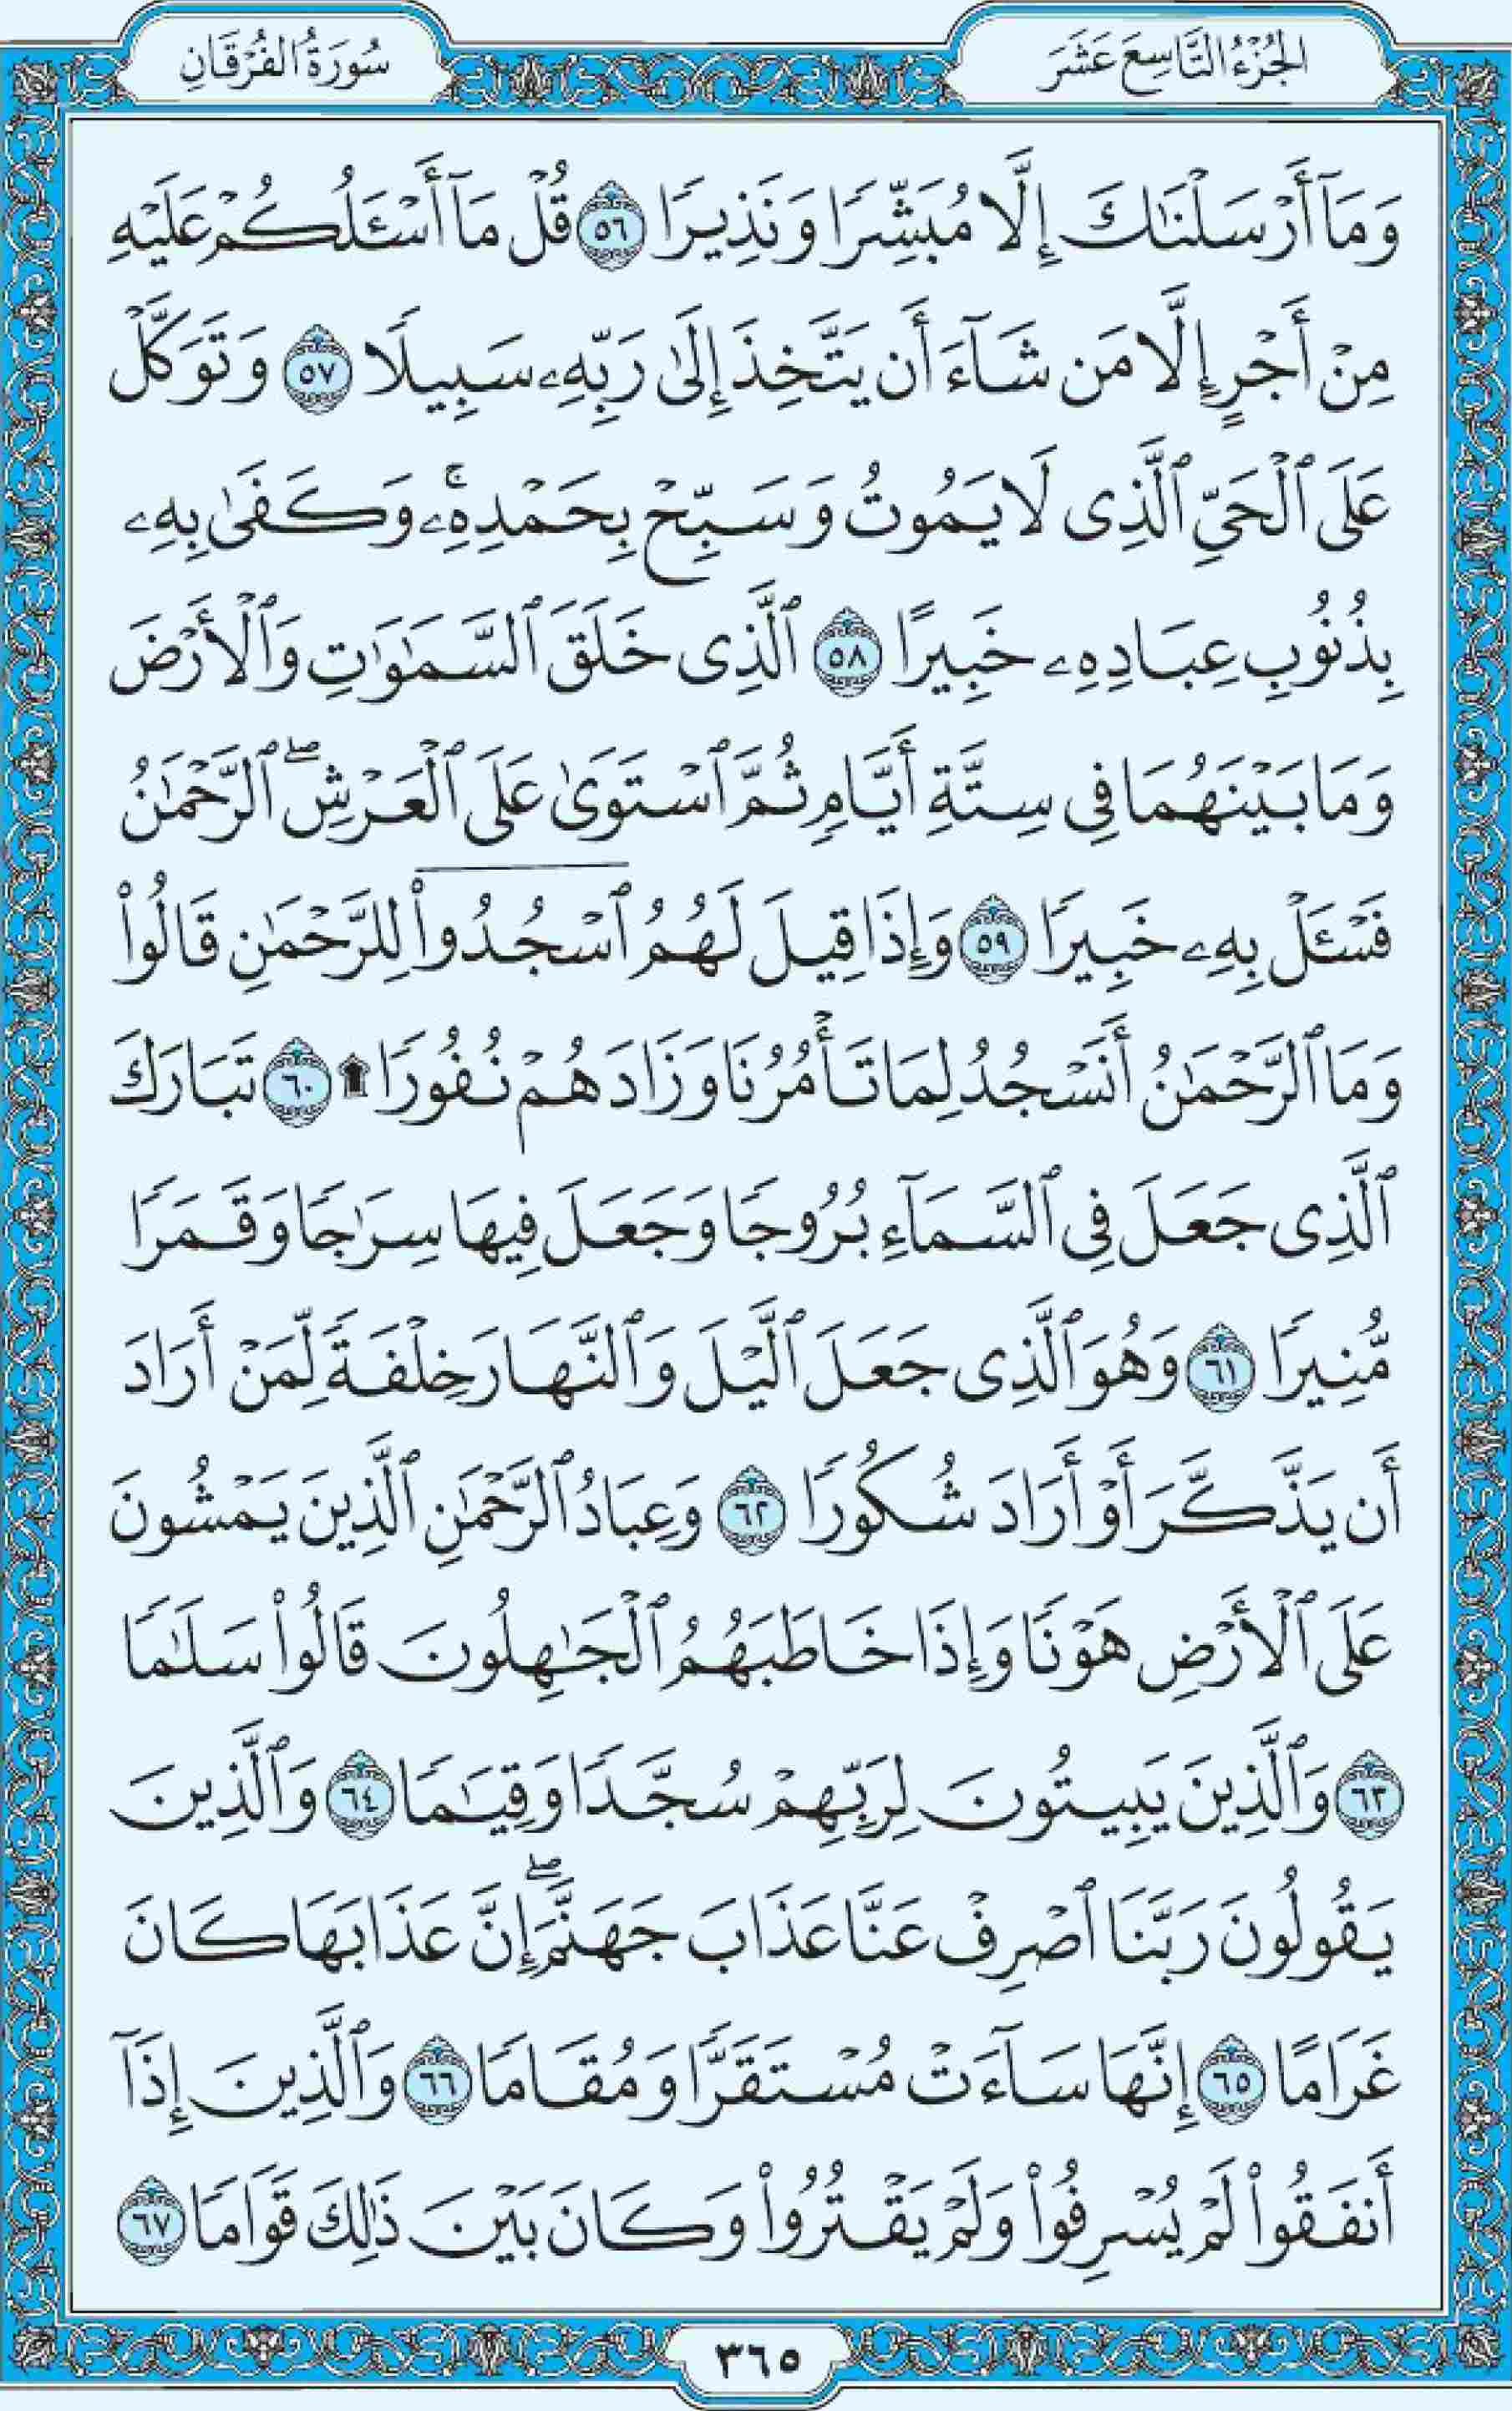 الجُزْءُ التَّاسِعَ عَشَرَ
سُورَةُ الفُرْقَانِ
وَمَآ أَرْسَلْنَٰكَ إِلَّا مُبَشِّرًا وَنَذِيرًا ٥٦ قُلْ مَآ أَسْـَٔلُكُمْ عَلَيْهِ
مِنْ أَجْرٍ إِلَّا مَن شَآءَ أَن يَتَّخِذَ إِلَىٰ رَبِّهِۦ سَبِيلًا ٥٧ وَتَوَكَّلْ
عَلَى ٱلْحَىِّ ٱلَّذِى لَا يَمُوتُ وَسَبِّحْ بِحَمْدِهِۦۚ وَكَفَىٰ بِهِۦ
بِذُنُوبِ عِبَادِهِۦ خَبِيرًا ٥٨ ٱلَّذِى خَلَقَ ٱلسَّمَٰوَٰتِ وَٱلْأَرْضَ
وَمَا بَيْنَهُمَا فِى سِتَّةِ أَيَّامٍ ثُمَّ ٱسْتَوَىٰ عَلَى ٱلْعَرْشِۖ ٱلرَّحْمَٰنُ
فَسْـَٔلْ بِهِۦ خَبِيرًا ٥٩ وَإِذَا قِيلَ لَهُمُ ٱسْجُدُوا۟ لِلرَّحْمَٰنِ قَالُوا۟
وَمَا ٱلرَّحْمَٰنُ أَنَسْجُدُ لِمَا تَأْمُرُنَا وَزَادَهُمْ نُفُورًا ٦٠ تَبَارَكَ
ٱلَّذِى جَعَلَ فِى ٱلسَّمَآءِ بُرُوجًا وَجَعَلَ فِيهَا سِرَٰجًا وَقَمَرًا
مُّنِيرًا ٦١ وَهُوَ ٱلَّذِى جَعَلَ ٱلَّيْلَ وَٱلنَّهَارَ خِلْفَةً لِّمَنْ أَرَادَ
أَن يَذَّكَّرَ أَوْ أَرَادَ شُكُورًا ٦٢ وَعِبَادُ ٱلرَّحْمَٰنِ ٱلَّذِينَ يَمْشُونَ
عَلَى ٱلْأَرْضِ هَوْنًا وَإِذَا خَاطَبَهُمُ ٱلْجَٰهِلُونَ قَالُوا۟ سَلَٰمًا
٦٣ وَٱلَّذِينَ يَبِيتُونَ لِرَبِّهِمْ سُجَّدًا وَقِيَٰمًا ٦٤ وَٱلَّذِينَ
يَقُولُونَ رَبَّنَا ٱصْرِفْ عَنَّا عَذَابَ جَهَنَّمَۖ إِنَّ عَذَابَهَا كَانَ
غَرَامًا ٦٥ إِنَّهَا سَآءَتْ مُسْتَقَرًّا وَمُقَامًا ٦٦ وَٱلَّذِينَ إِذَآ
أَنفَقُوا۟ لَمْ يُسْرِفُوا۟ وَلَمْ يَقْتُرُوا۟ وَكَانَ بَيْنَ ذَٰلِكَ قَوَامًا ٦٧
٣٦٥